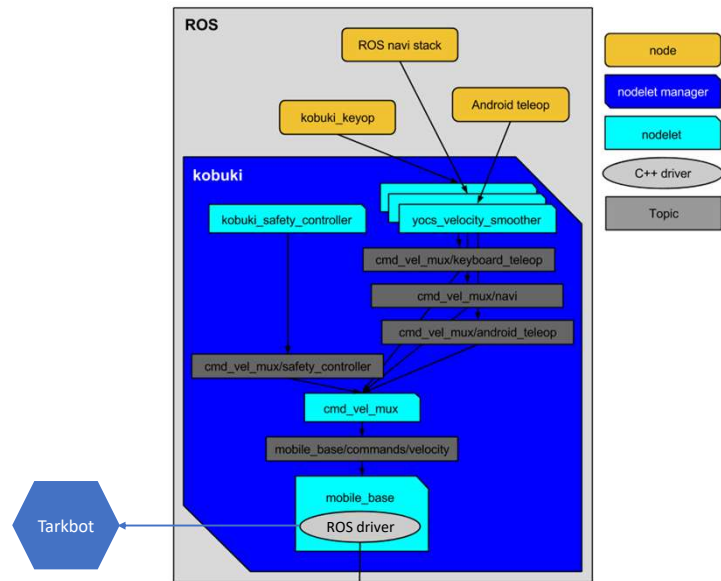 ROS
ROS navi stack
kobuki_keyop
Android teleop
kobuki
kobuki_safety_controller
yocs_velocity_smoother
cmd_vel_mux/keyboard_teleop
cmd_vel_mux/navi
cmd_vel_mux/android_teleop
cmd_vel_mux/safety_controller
cmd_vel_mux
mobile_base/commands/velocity
mobile_base
ROS driver
Tarkbot
node
nodelet manager
nodelet
C++ driver
Topic